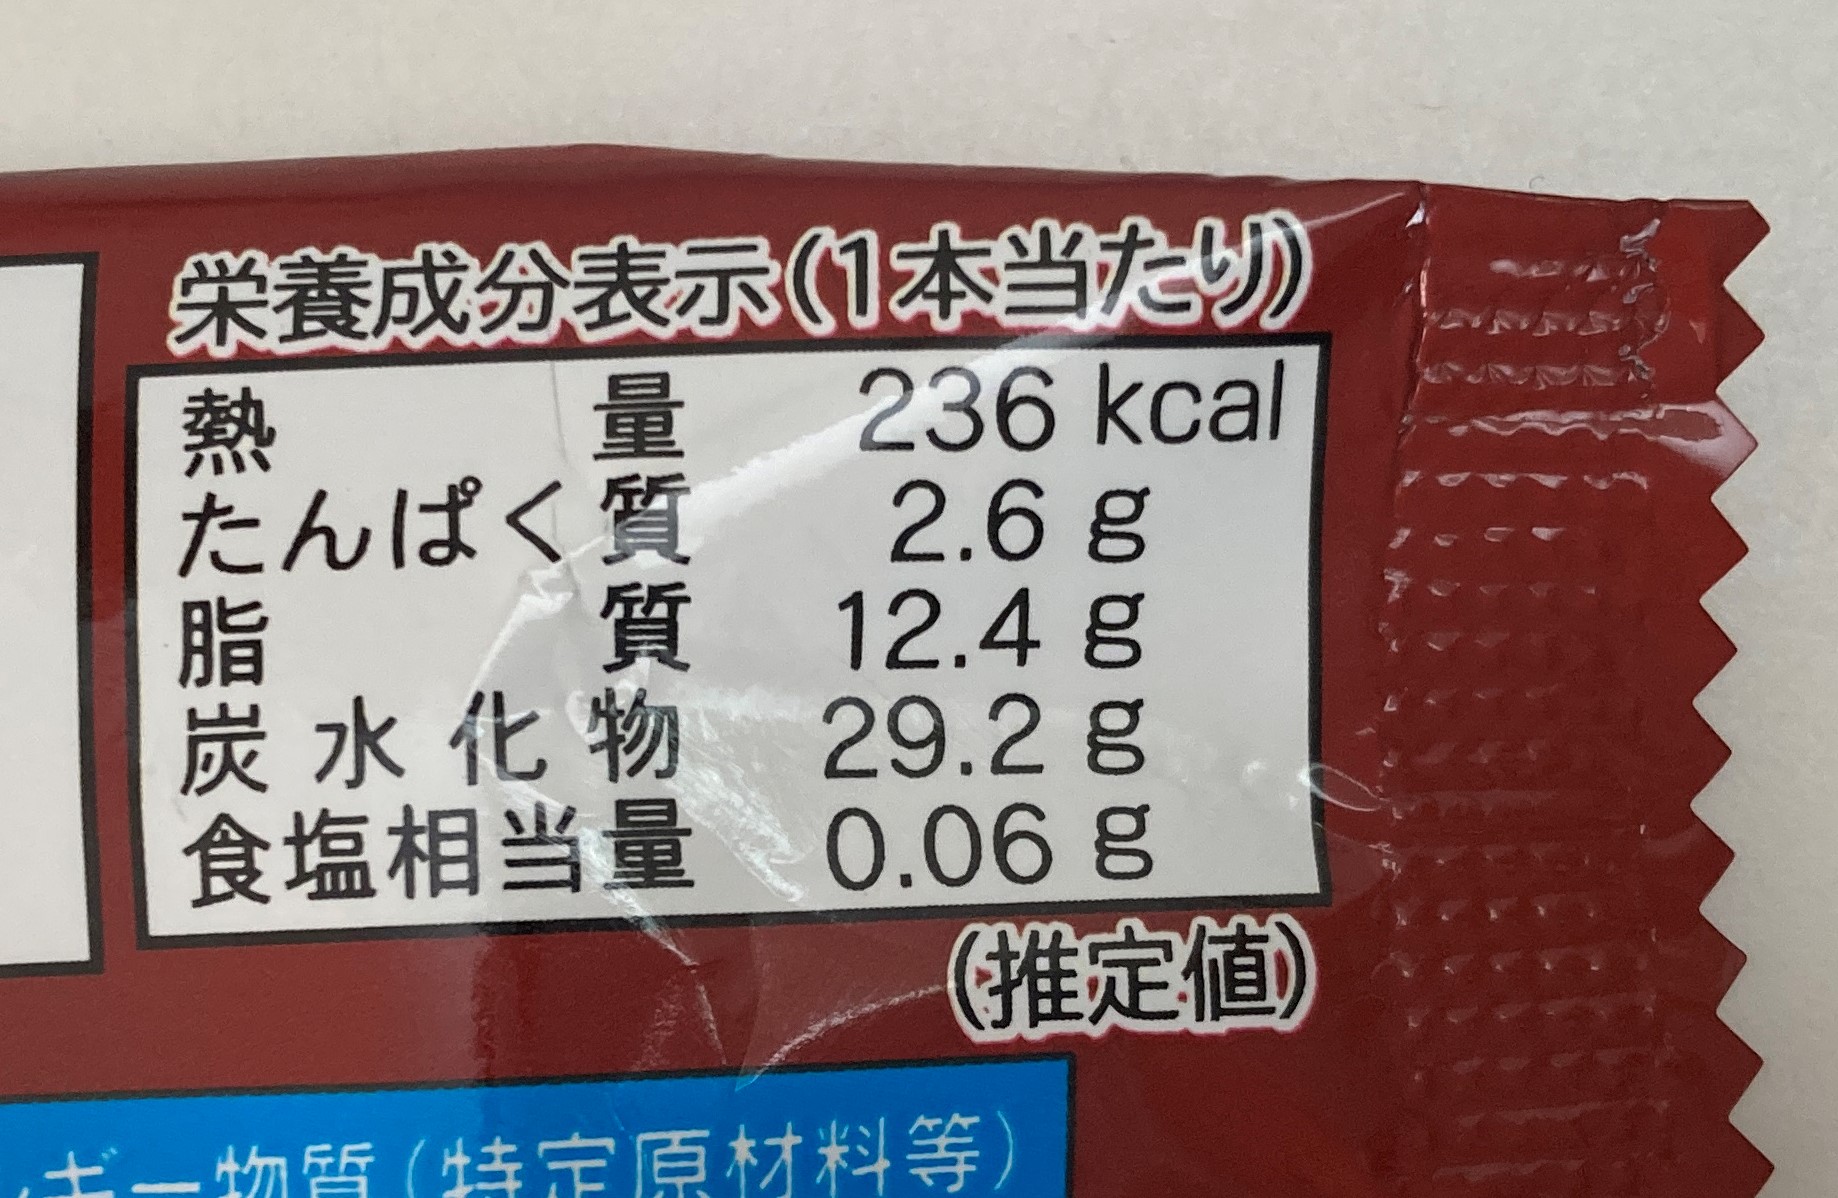 栄養成分表示(1本当たり)
熱量 236 kcal
たんぱく質 2.6 g
脂質 12.4 g
炭水化物 29.2 g
食塩相当量 0.06 g
(推定値)
ギー物質(特定原材料等)